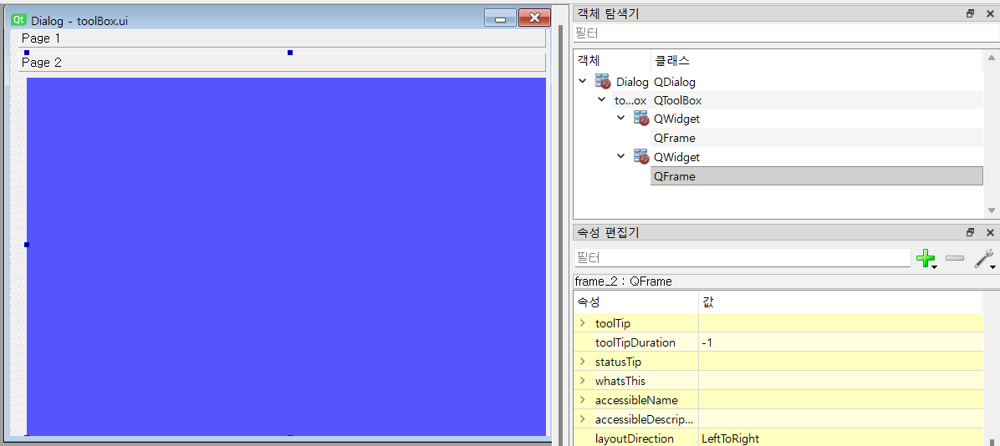 Qt Dialog - toolBox.ui
Page 1
Page 2
객체 탐색기
필터
객체 클래스
Dialog QDialog
to...ox QToolBox
QWidget
QFrame
QWidget
QFrame
속성 편집기
필터
frame_2 : QFrame
속성 값
toolTip
toolTipDuration -1
statusTip
whatsThis
accessibleName
accessibleDescrip...
layoutDirection LeftToRight